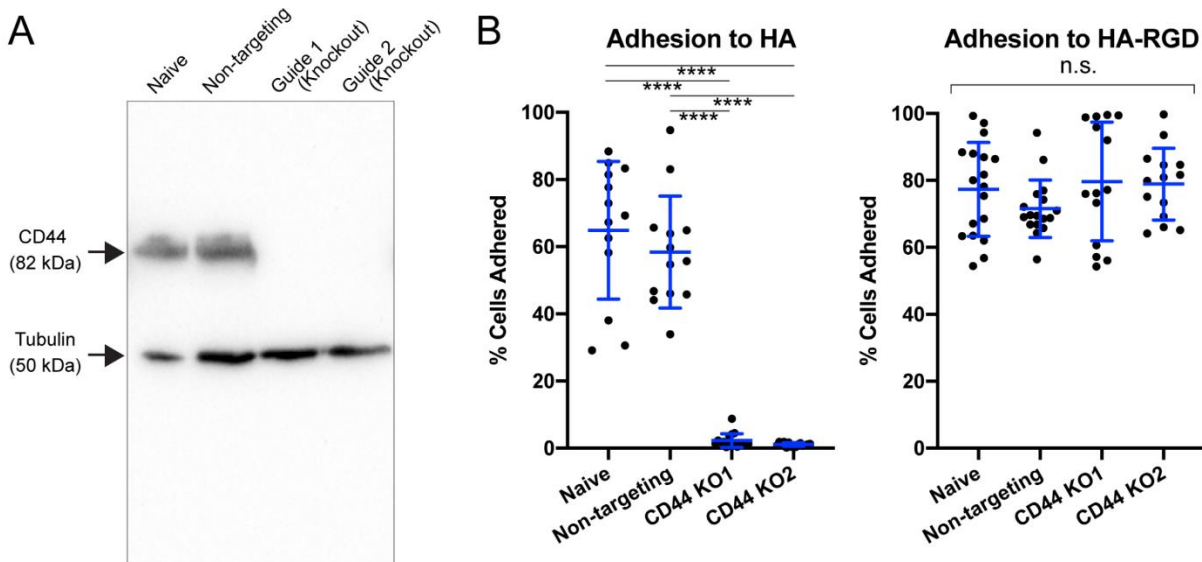 A
Naive
Non-targeting
Guide 1
(Knockout)
Guide 2
(Knockout)
CD44
(82 kDa)
Tubulin
(50 kDa)
B
Adhesion to HA
****
****
****
****
% Cells Adhered
100
80
60
40
20
0
Naive
Non-targeting
CD44 KO1
CD44 KO2
Adhesion to HA-RGD
n.s.
% Cells Adhered
100
80
60
40
20
0
Naive
Non-targeting
CD44 KO1
CD44 KO2